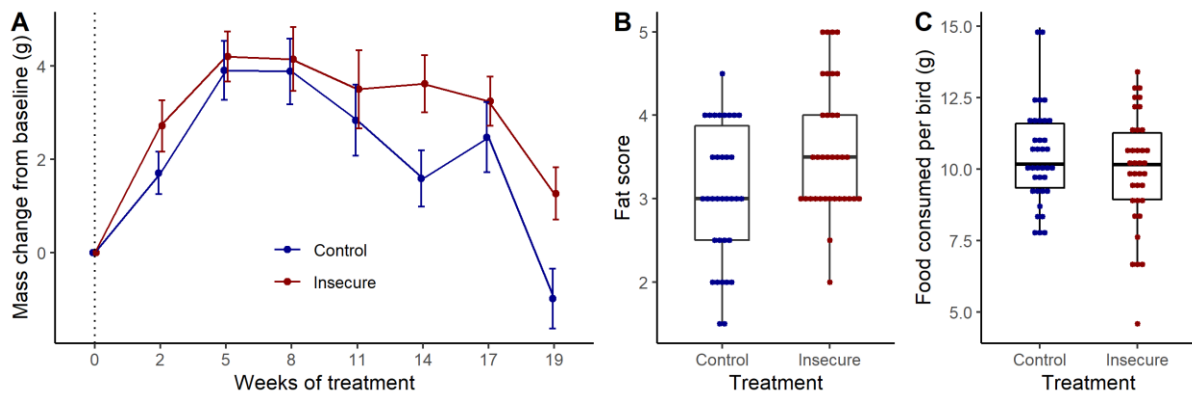 A
Mass change from baseline (g)
4
2
0
Control
Insecure
0 2 5 8 11 14 17 19
Weeks of treatment
B
Fat score
5
4
3
2
Control Insecure
Treatment
C
Food consumed per bird (g)
15.0
12.5
10.0
7.5
5.0
Control Insecure
Treatment